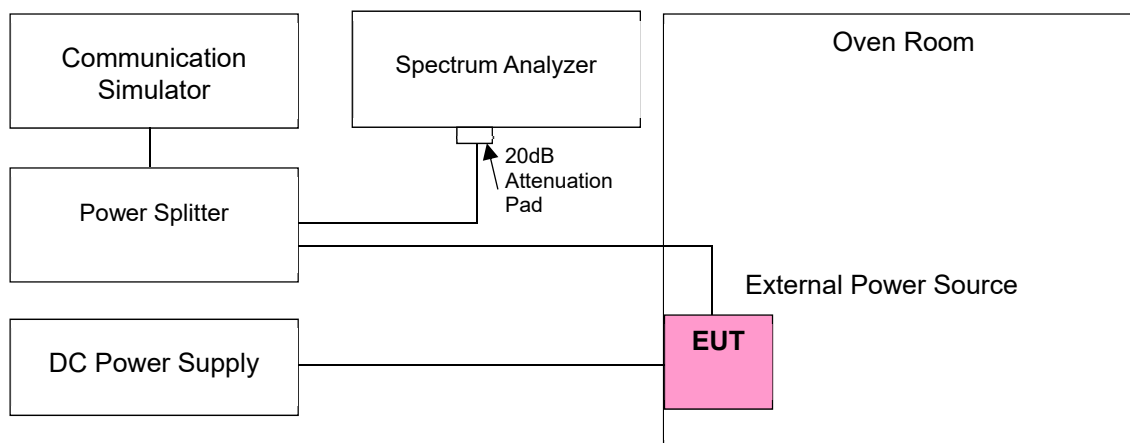 Communication
Simulator
Spectrum Analyzer
Oven Room
20dB
Attenuation
Pad
Power Splitter
External Power Source
EUT
DC Power Supply